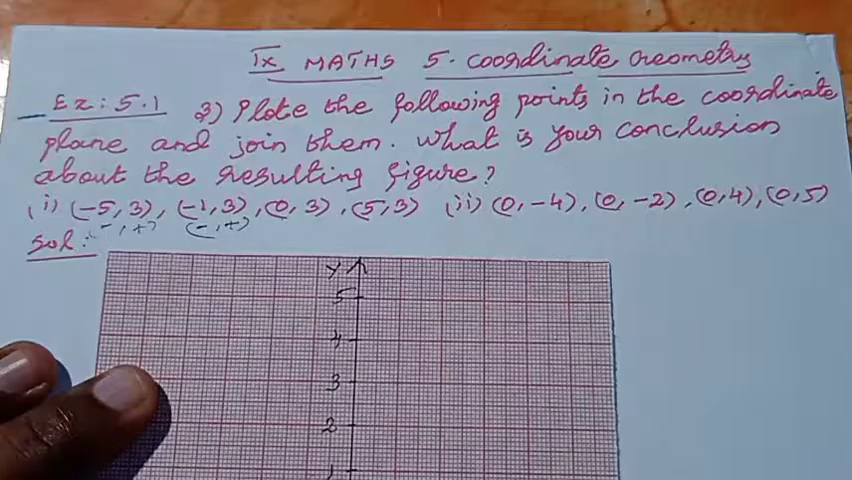 IX MATHS 5. Coordinate Geometry
Ex: 5.1 3) Plote the following points in the coordinate
plane and join them. What is your conclusion
about the resulting figure?
(i) (-5, 3), (-1, 3), (0, 3), (5, 3) (ii) (0, -4), (0, -2), (0, 4), (0, 5)
Sol: -, +) (-, +)
Y
5
4
3
2
1